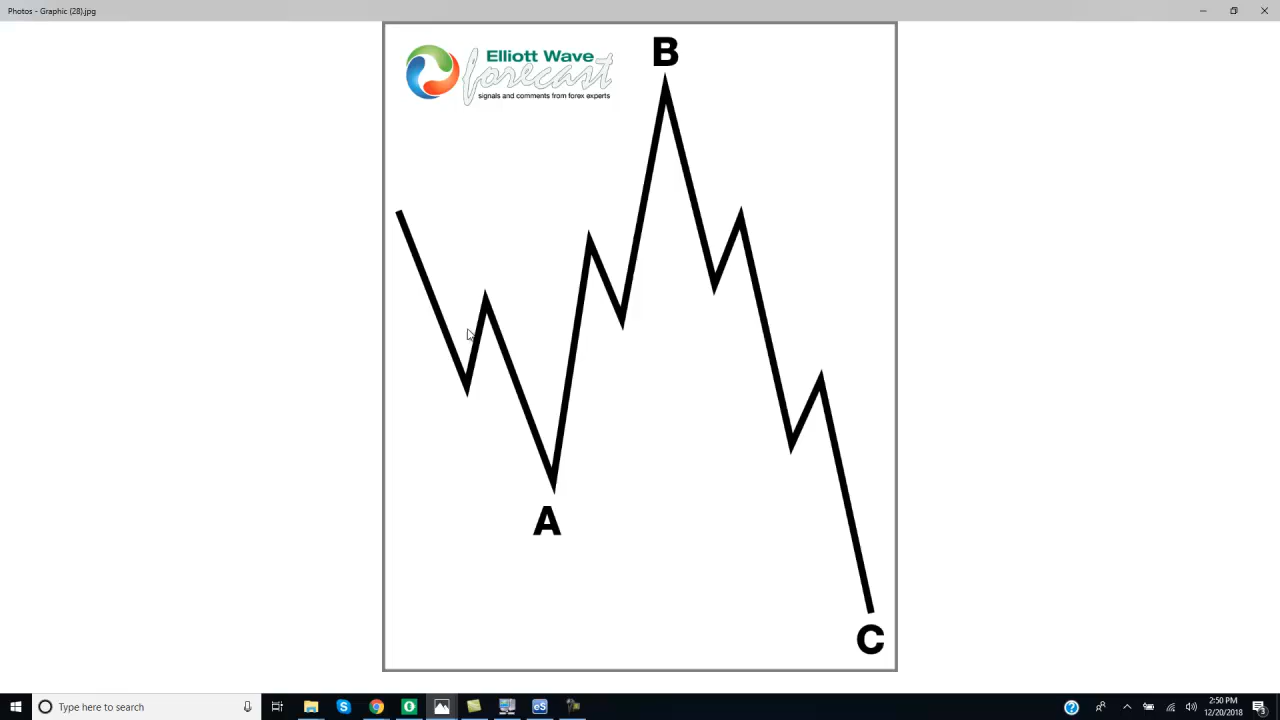 Photos - Graphic (28).jpg
Elliott Wave
forecast
signals and comments from forex experts
B
A
C
Type here to search
2:50 PM
12/20/2018